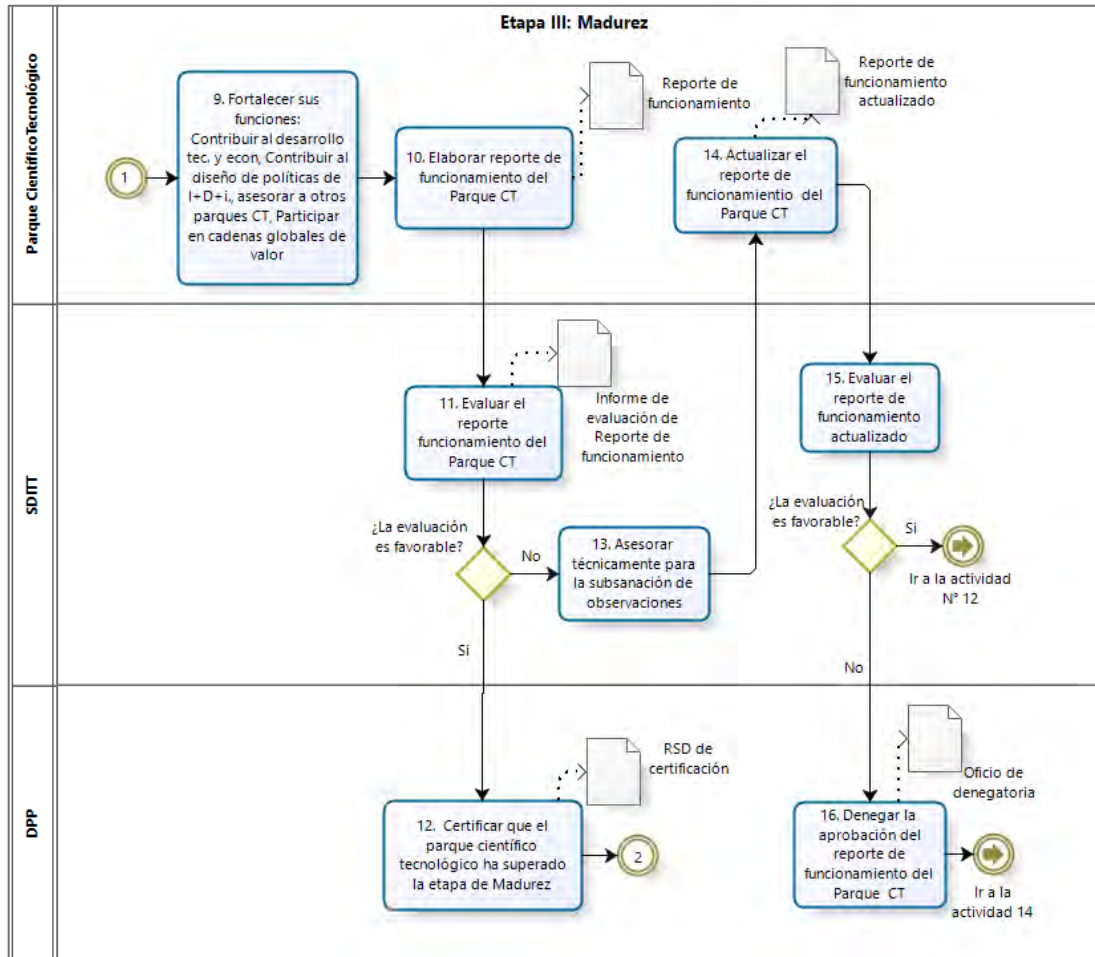 Etapa III: Madurez
Parque CientíficoTecnológico
1
9. Fortalecer sus
funciones:
Contribuir al desarrollo
tec. y econ, Contribuir al
diseño de políticas de
I+D+i., asesorar a otros
parques CT, Participar
en cadenas globales de
valor
10. Elaborar reporte de
funcionamiento del
Parque CT
Reporte de
funcionamiento
14. Actualizar el
reporte de
funcionamientio del
Parque CT
Reporte de
funcionamiento
actualizado
SDITT
11. Evaluar el
reporte
funcionamiento del
Parque CT
Informe de
evaluación de
Reporte de
funcionamiento
¿La evaluación
es favorable?
No
Si
13. Asesorar
técnicamente para
la subsanación de
observaciones
15. Evaluar el
reporte de
funcionamiento
actualizado
¿La evaluación
es favorable?
Si
Ir a la actividad
N° 12
No
DPP
12. Certificar que el
parque científico
tecnológico ha superado
la etapa de Madurez
RSD de
certificación
2
16. Denegar la
aprobación del
reporte de
funcionamiento del
Parque CT
Oficio de
denegatoria
Ir a la
actividad 14